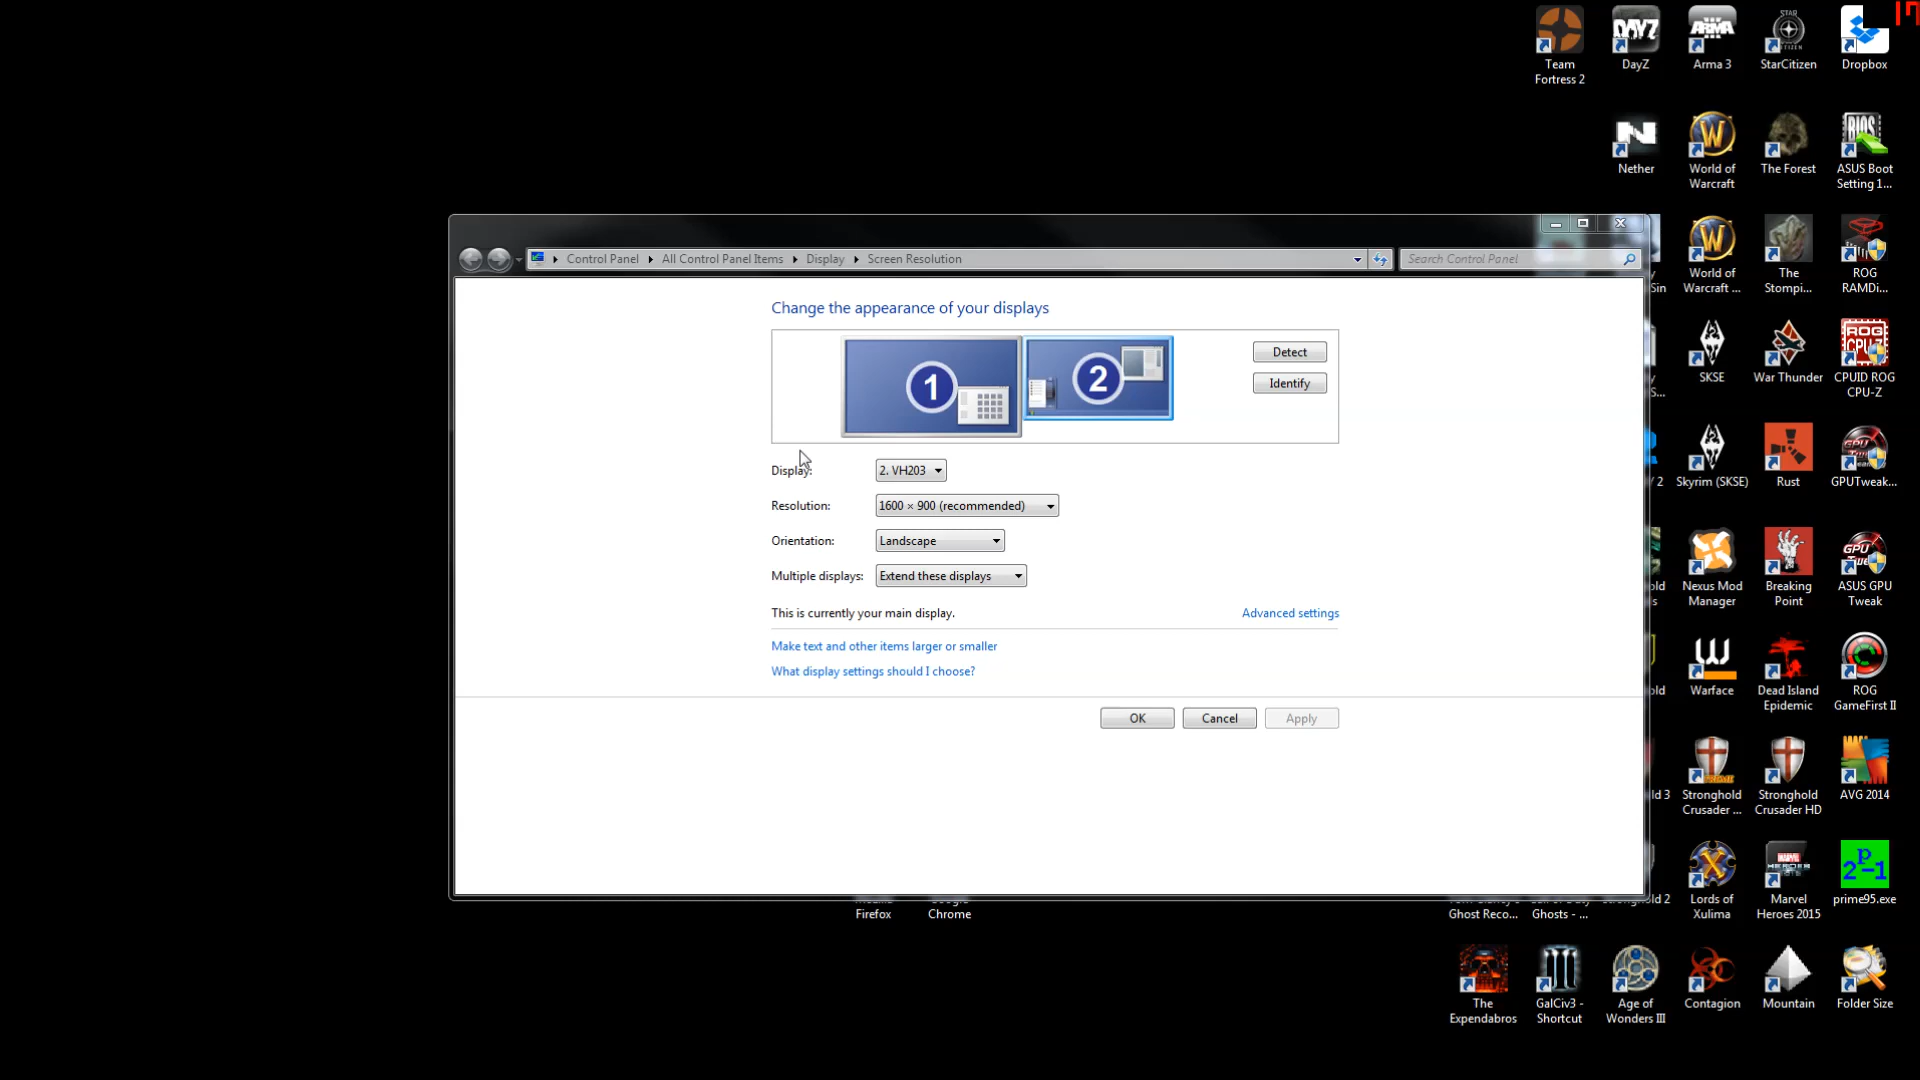 17
Team
Fortress 2
DayZ
Arma 3
StarCitizen
Dropbox
Nether
World of
Warcraft
The Forest
ASUS Boot
Setting 1...
Control Panel
All Control Panel Items
Display
Screen Resolution
Search Control Panel
World of
Warcraft ...
The
Stompi...
ROG
RAMDi...
Sin
Change the appearance of your displays
1
2
Detect
Identify
SKSE
War Thunder
CPUID ROG
CPU-Z
Display:
2. VH203
Resolution:
1600 × 900 (recommended)
Orientation:
Landscape
Multiple displays:
Extend these displays
This is currently your main display.
Advanced settings
Make text and other items larger or smaller
What display settings should I choose?
OK
Cancel
Apply
Skyrim (SKSE)
Rust
GPUTweak...
Nexus Mod
Manager
Breaking
Point
ASUS GPU
Tweak
Warface
Dead Island
Epidemic
ROG
GameFirst II
Stronghold
Crusader ...
Stronghold
Crusader HD
AVG 2014
Firefox
Chrome
Ghost Reco...
Ghosts - ...
Lords of
Xulima
Marvel
Heroes 2015
prime95.exe
The
Expendabros
GalCiv3 -
Shortcut
Age of
Wonders III
Contagion
Mountain
Folder Size